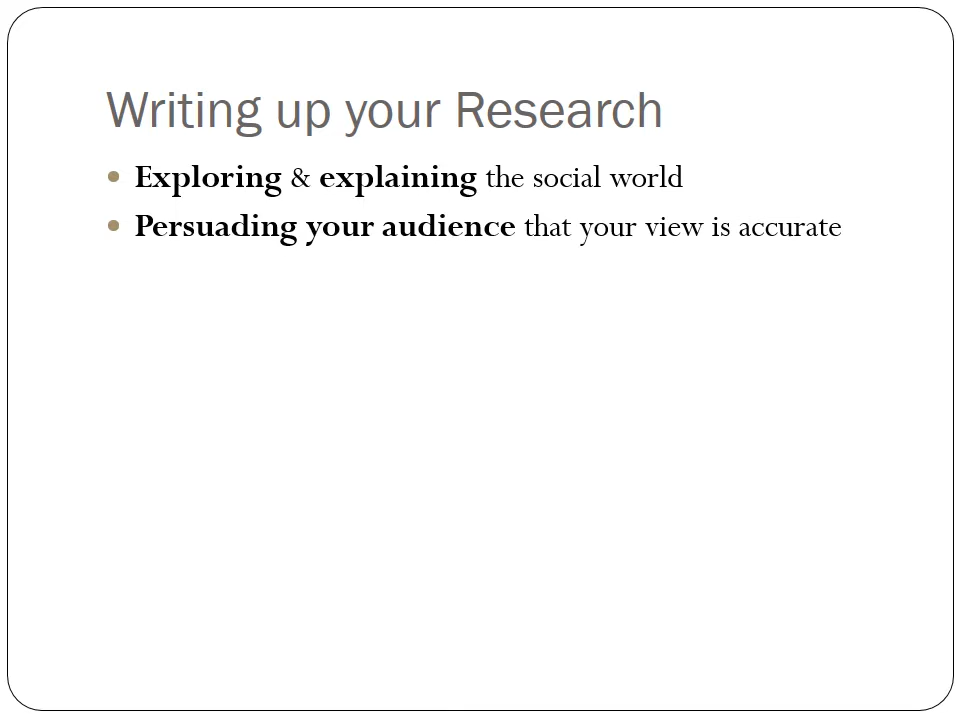 Writing up your Research
Exploring & explaining the social world
Persuading your audience that your view is accurate